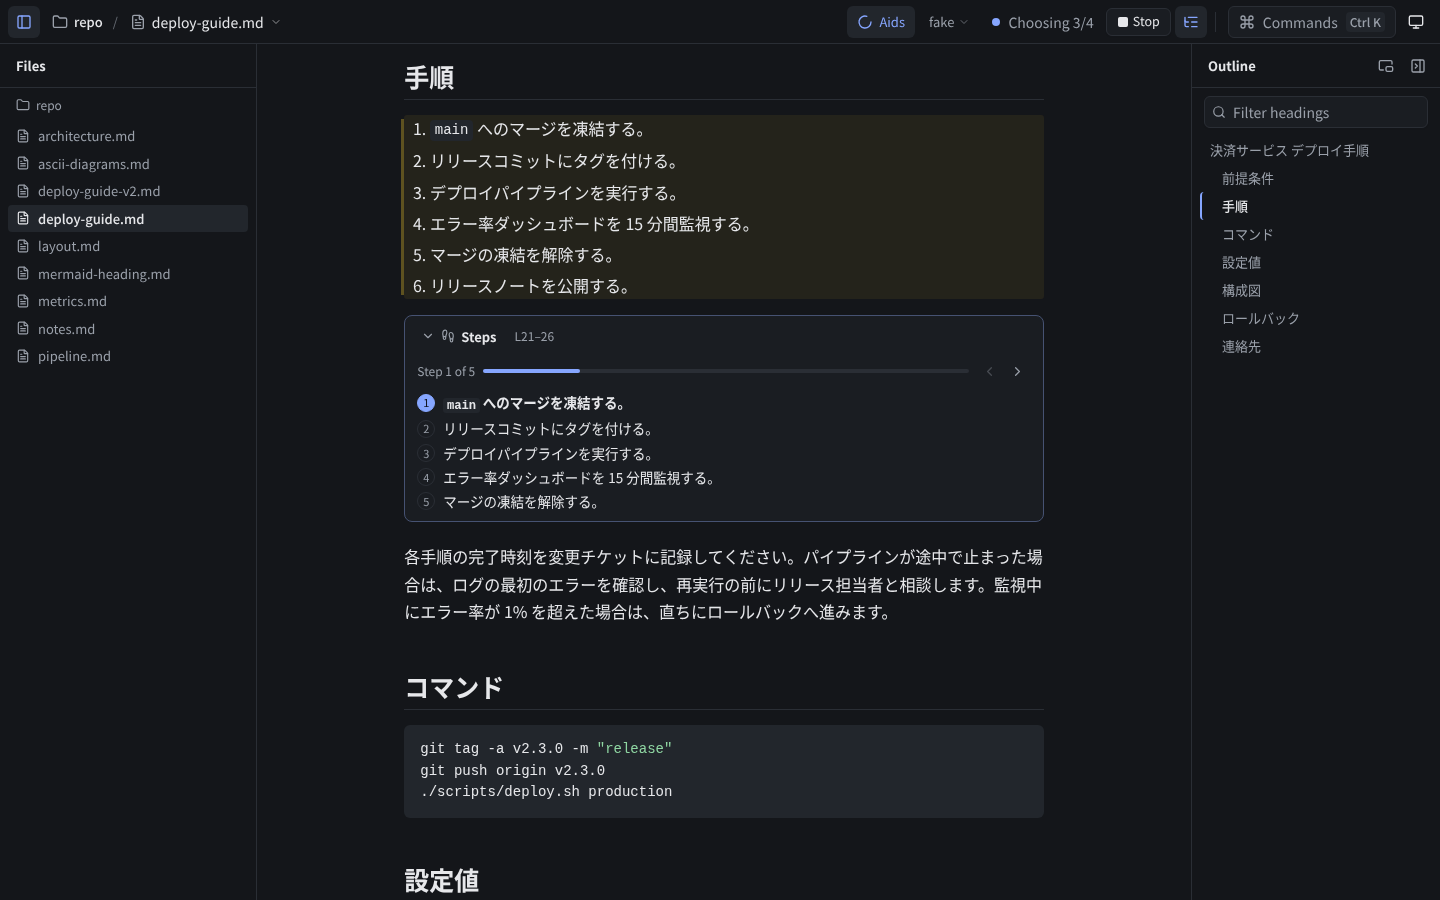 repo / deploy-guide.md
Aids
fake
Choosing 3/4
Stop
Commands Ctrl K
Files
repo
architecture.md
ascii-diagrams.md
deploy-guide-v2.md
deploy-guide.md
layout.md
mermaid-heading.md
metrics.md
notes.md
pipeline.md
手順
1. main へのマージを凍結する。
2. リリースコミットにタグを付ける。
3. デプロイパイプラインを実行する。
4. エラー率ダッシュボードを 15 分間監視する。
5. マージの凍結を解除する。
6. リリースノートを公開する。
Steps L21–26
Step 1 of 5
1 main へのマージを凍結する。
2 リリースコミットにタグを付ける。
3 デプロイパイプラインを実行する。
4 エラー率ダッシュボードを 15 分間監視する。
5 マージの凍結を解除する。
各手順の完了時刻を変更チケットに記録してください。パイプラインが途中で止まった場
合は、ログの最初のエラーを確認し、再実行の前にリリース担当者と相談します。監視中
にエラー率が 1% を超えた場合は、直ちにロールバックへ進みます。
コマンド
git tag -a v2.3.0 -m "release"
git push origin v2.3.0
./scripts/deploy.sh production
設定値
Outline
Filter headings
決済サービス デプロイ手順
前提条件
手順
コマンド
設定値
構成図
ロールバック
連絡先